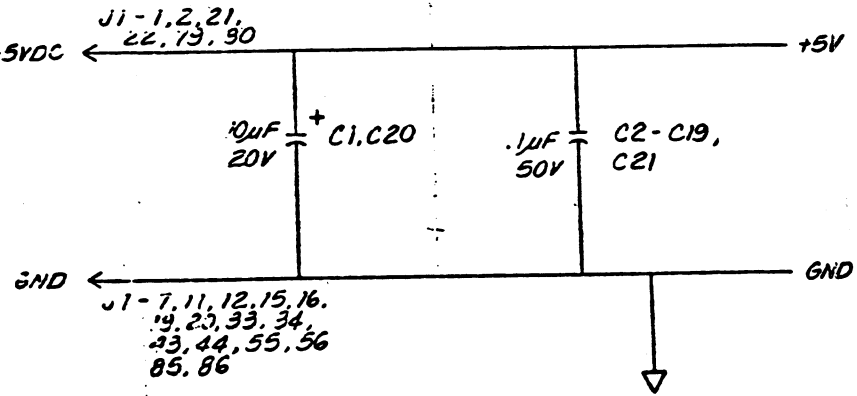 J1-1,2,21,
22,79,80
5VDC
+5V
10µF
20V
+
C1,C20
.1µF
50V
C2-C19,
C21
GND
GND
J1-7,11,12,15,16,
19,20,33,34,
43,44,55,56
85,86